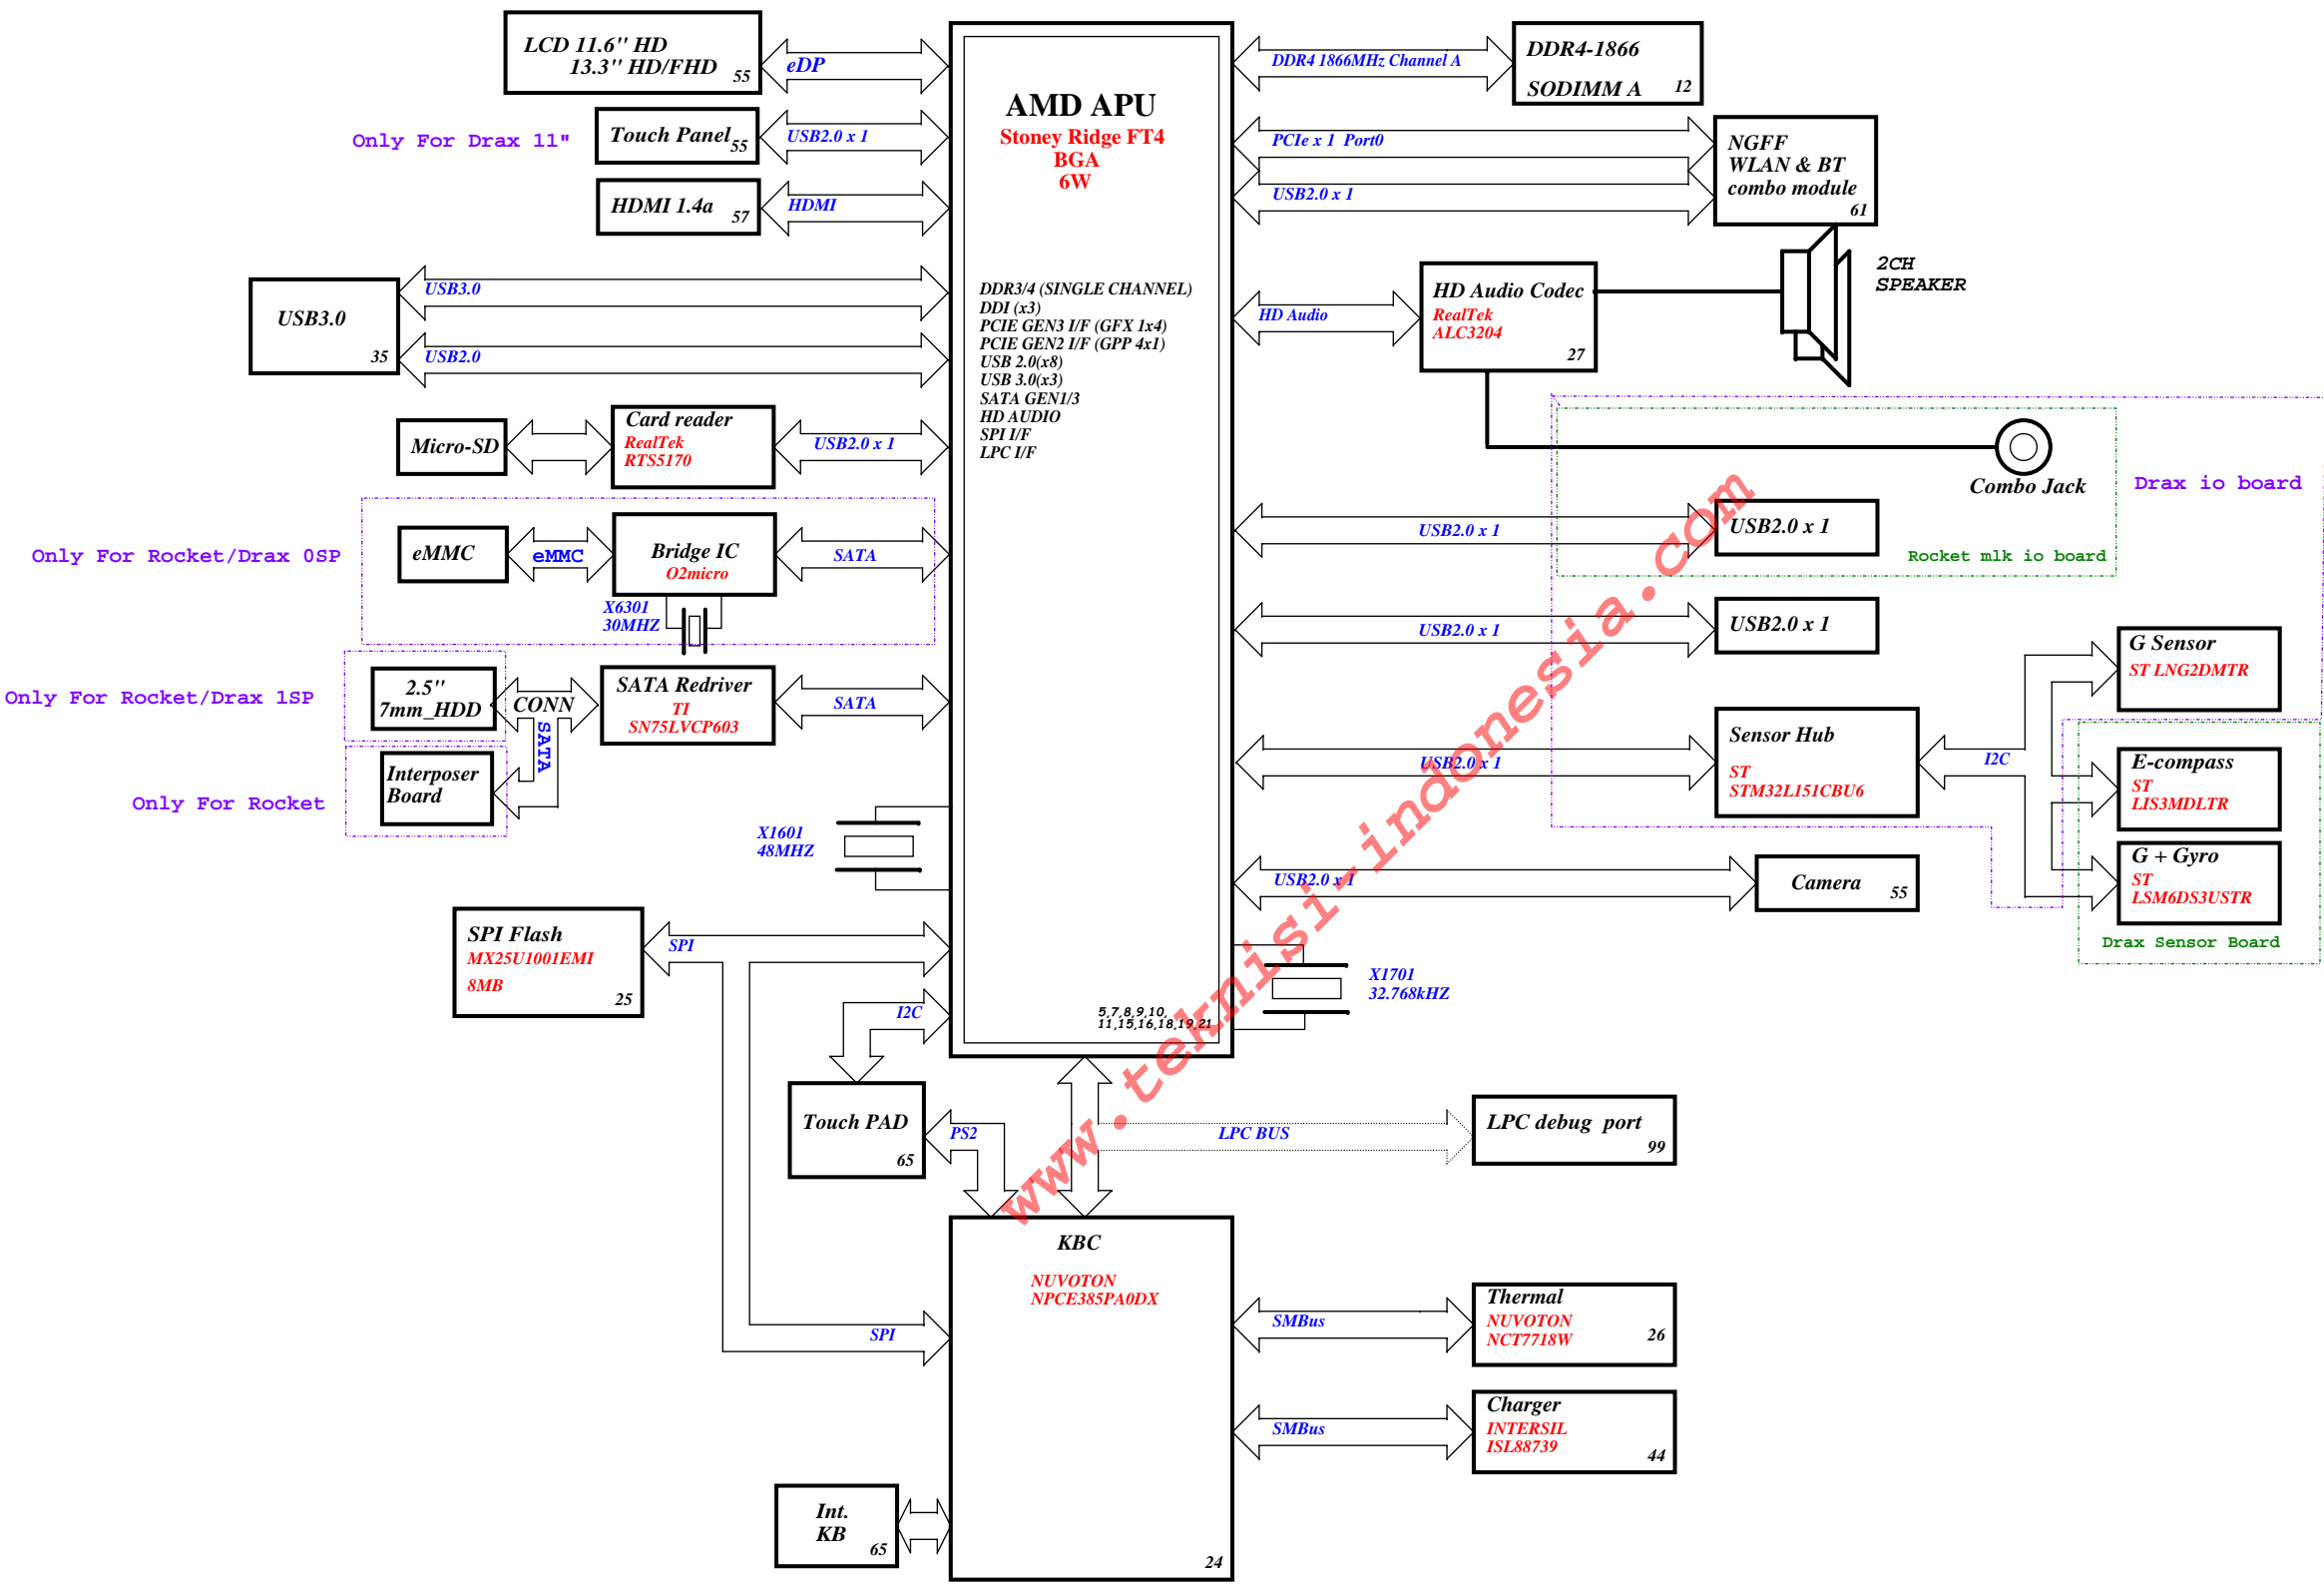 LCD 11.6" HD
13.3" HD/FHD
55
eDP
Only For Drax 11"
Touch Panel
55
USB2.0 x 1
HDMI 1.4a
57
HDMI
USB3.0
35
USB3.0
USB2.0
Micro-SD
Card reader
RealTek
RTS5170
USB2.0 x 1
Only For Rocket/Drax 0SP
eMMC
eMMC
Bridge IC
O2micro
SATA
X6301
30MHZ
Only For Rocket/Drax 1SP
2.5"
7mm_HDD
CONN
SATA
SATA Redriver
TI
SN75LVCP603
SATA
Only For Rocket
Interposer
Board
X1601
48MHZ
SPI Flash
MX25U1001EMI
8MB
25
SPI
I2C
Touch PAD
65
PS2
SPI
Int.
KB
65
AMD APU
Stoney Ridge FT4
BGA
6W
DDR3/4 (SINGLE CHANNEL)
DDI (x3)
PCIE GEN3 I/F (GFX 1x4)
PCIE GEN2 I/F (GPP 4x1)
USB 2.0(x8)
USB 3.0(x3)
SATA GEN1/3
HD AUDIO
SPI I/F
LPC I/F
5,7,8,9,10,
11,15,16,18,19,21
KBC
NUVOTON
NPCE385PA0DX
24
DDR4 1866MHz Channel A
DDR4-1866
SODIMM A
12
PCIe x 1 Port0
USB2.0 x 1
NGFF
WLAN & BT
combo module
61
HD Audio
HD Audio Codec
RealTek
ALC3204
27
2CH
SPEAKER
Combo Jack
Drax io board
USB2.0 x 1
USB2.0 x 1
Rocket mlk io board
USB2.0 x 1
USB2.0 x 1
G Sensor
ST LNG2DMTR
USB2.0 x 1
Sensor Hub
ST
STM32L151CBU6
I2C
E-compass
ST
LIS3MDLTR
G + Gyro
ST
LSM6DS3USTR
Drax Sensor Board
USB2.0 x 1
Camera
55
X1701
32.768kHZ
LPC BUS
LPC debug port
99
SMBus
Thermal
NUVOTON
NCT7718W
26
SMBus
Charger
INTERSIL
ISL88739
44
www.teknisi-indonesia.com